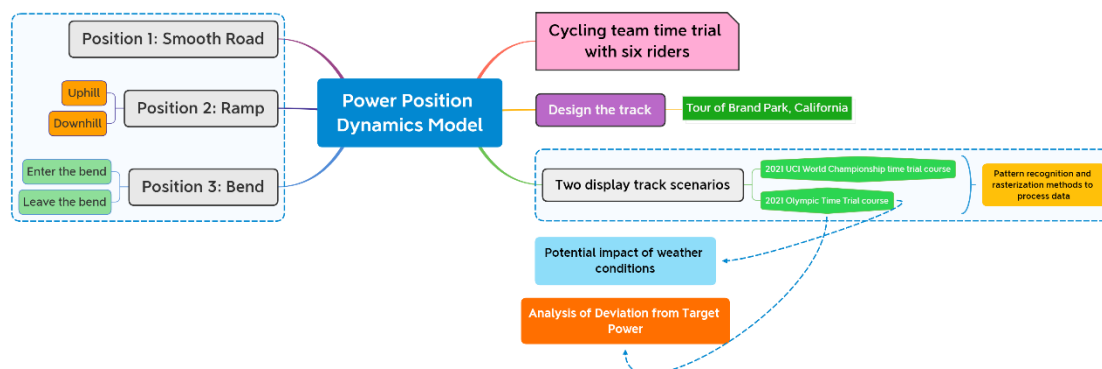 Position 1: Smooth Road
Uphill
Position 2: Ramp
Downhill
Enter the bend
Position 3: Bend
Leave the bend
Power Position
Dynamics Model
Cycling team time trial
with six riders
Design the track
Tour of Brand Park, California
Two display track scenarios
2021 UCI World Championship time trial course
2021 Olympic Time Trial course
Pattern recognition and
rasterization methods to
process data
Potential impact of weather
conditions
Analysis of Deviation from Target
Power